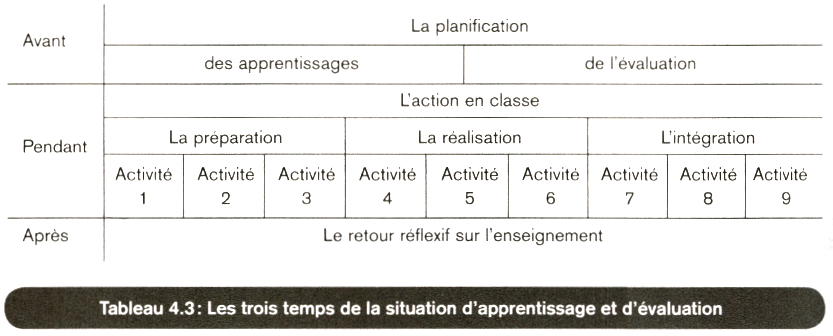 Avant
La planification
des apprentissages
de l'évaluation
Pendant
L'action en classe
La préparation
La réalisation
L'intégration
Activité
1
Activité
2
Activité
3
Activité
4
Activité
5
Activité
6
Activité
7
Activité
8
Activité
9
Après
Le retour réflexif sur l'enseignement
Tableau 4.3 : Les trois temps de la situation d'apprentissage et d'évaluation